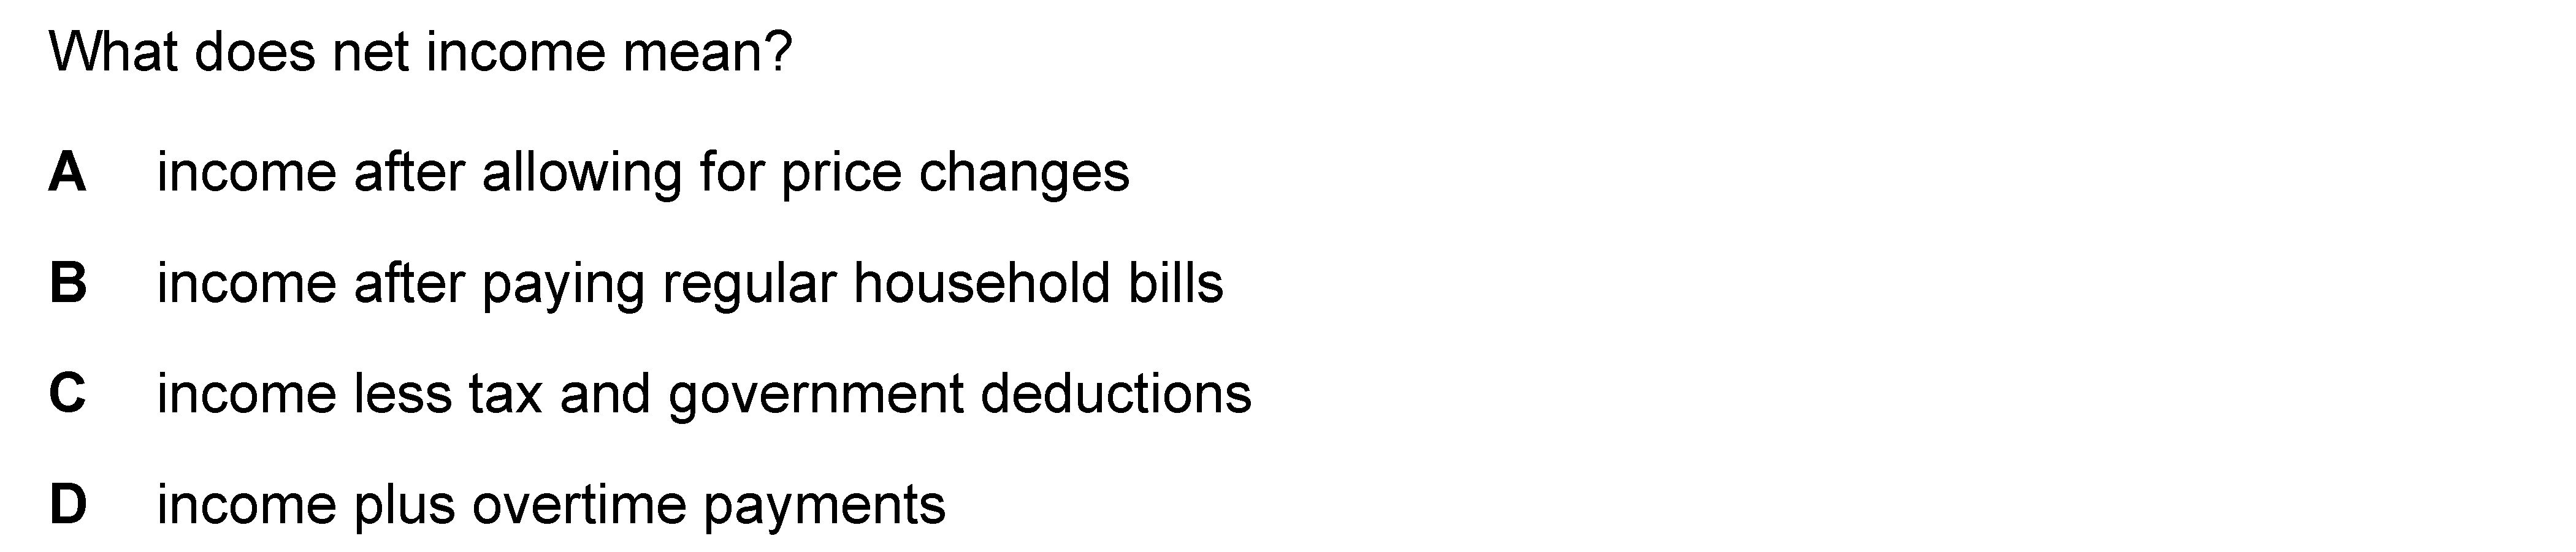 What does net income mean?
A income after allowing for price changes
B income after paying regular household bills
C income less tax and government deductions
D income plus overtime payments